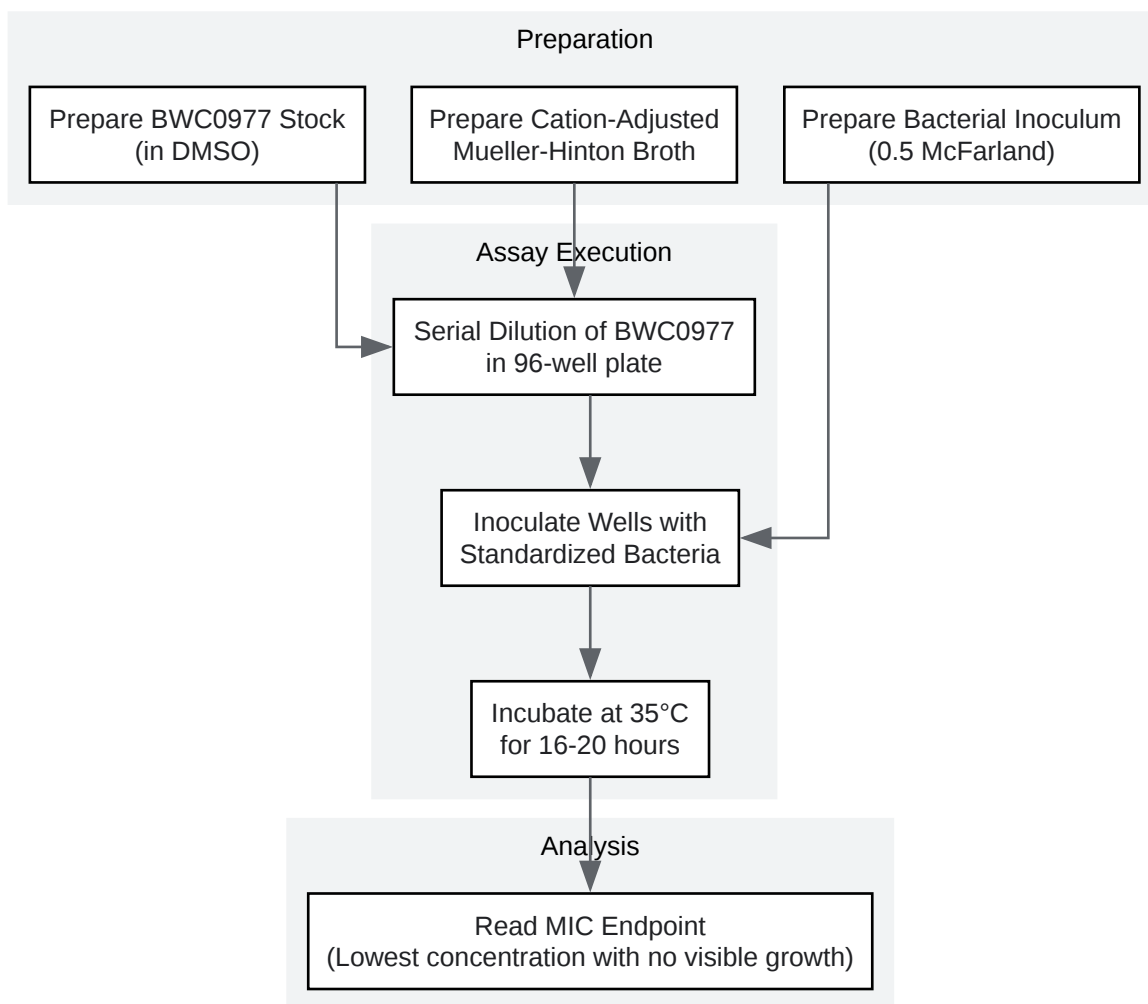 Preparation
Prepare BWC0977 Stock
(in DMSO)
Prepare Cation-Adjusted
Mueller-Hinton Broth
Prepare Bacterial Inoculum
(0.5 McFarland)
Assay Execution
Serial Dilution of BWC0977
in 96-well plate
Inoculate Wells with
Standardized Bacteria
Incubate at 35°C
for 16-20 hours
Analysis
Read MIC Endpoint
(Lowest concentration with no visible growth)